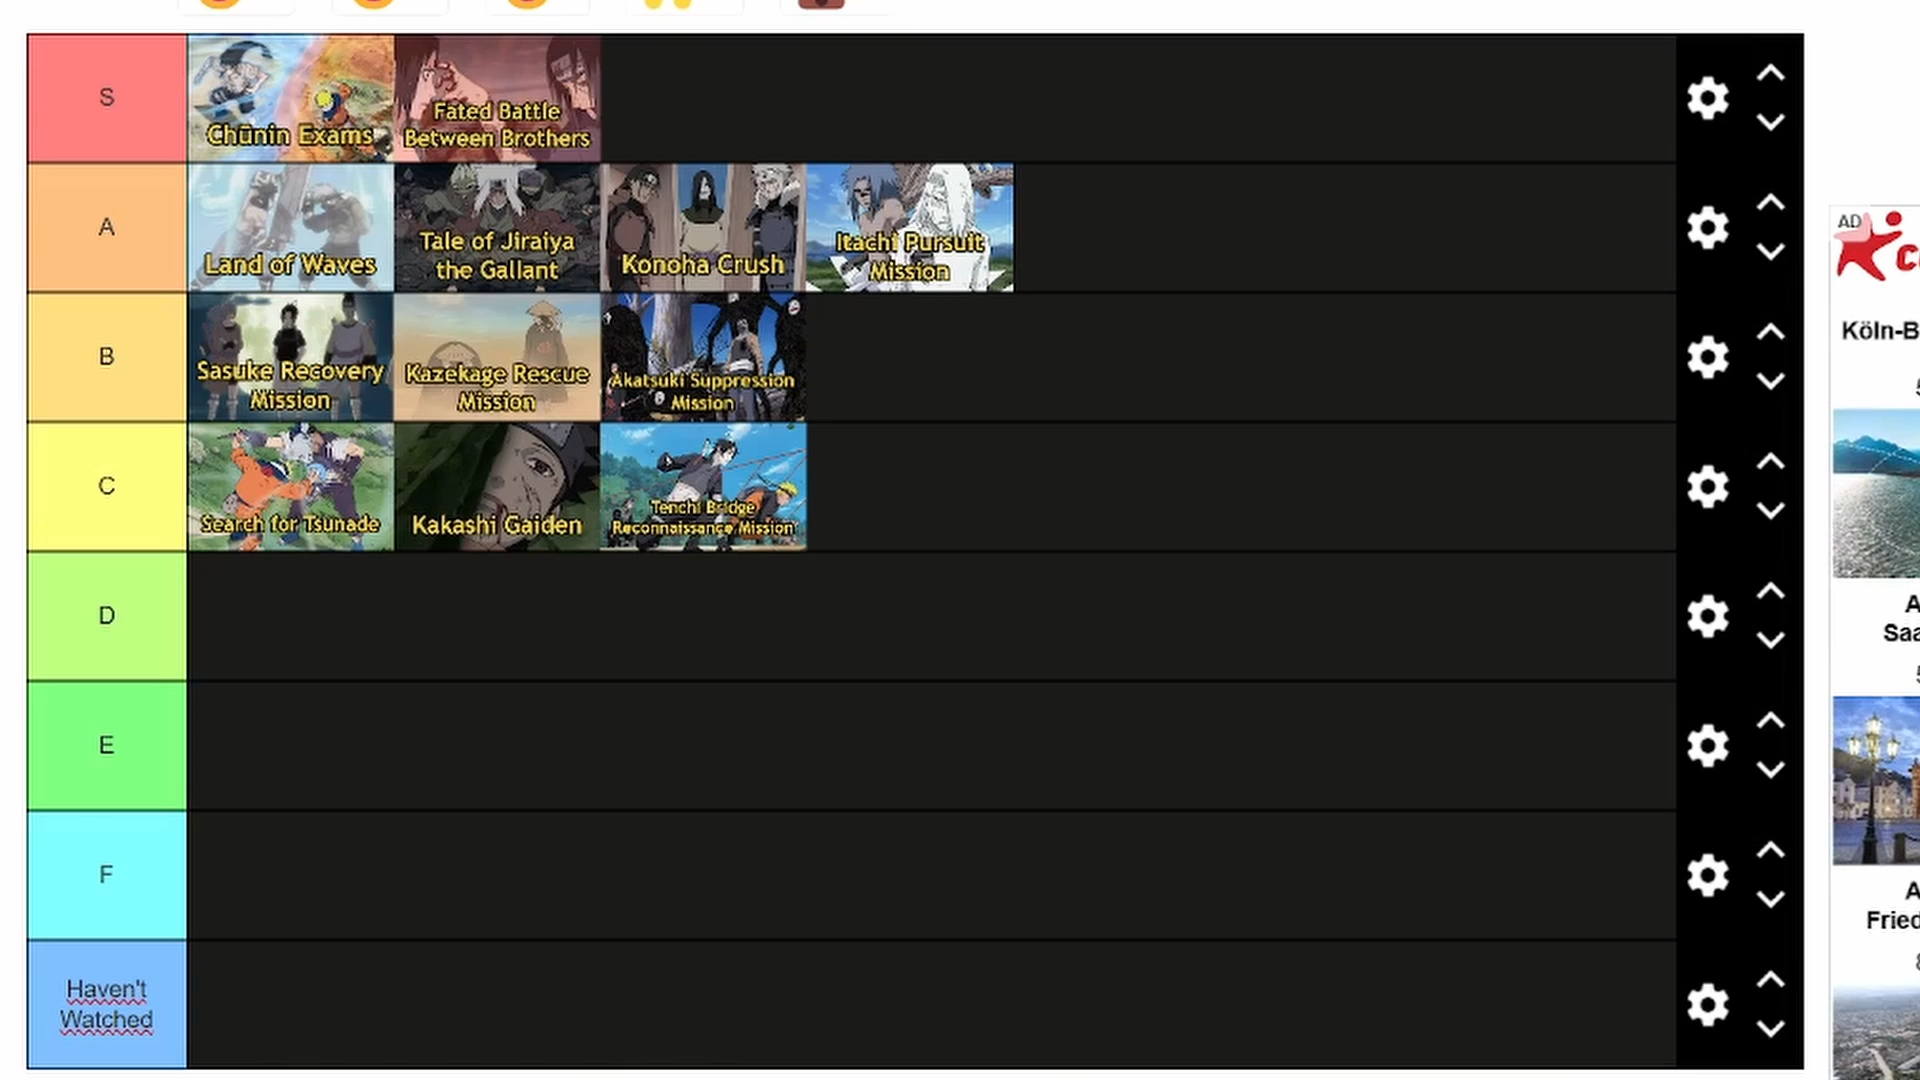 S
Chūnin Exams
Fated Battle
Between Brothers
A
Land of Waves
Tale of Jiraiya
the Gallant
Konoha Crush
Itachi Pursuit
Mission
B
Sasuke Recovery
Mission
Kazekage Rescue
Mission
Akatsuki Suppression
Mission
C
Search for Tsunade
Kakashi Gaiden
Tenchi Bridge
Reconnaissance Mission
D
E
F
Haven't
Watched
AD
Köln-B
A
Saa
A
Fried